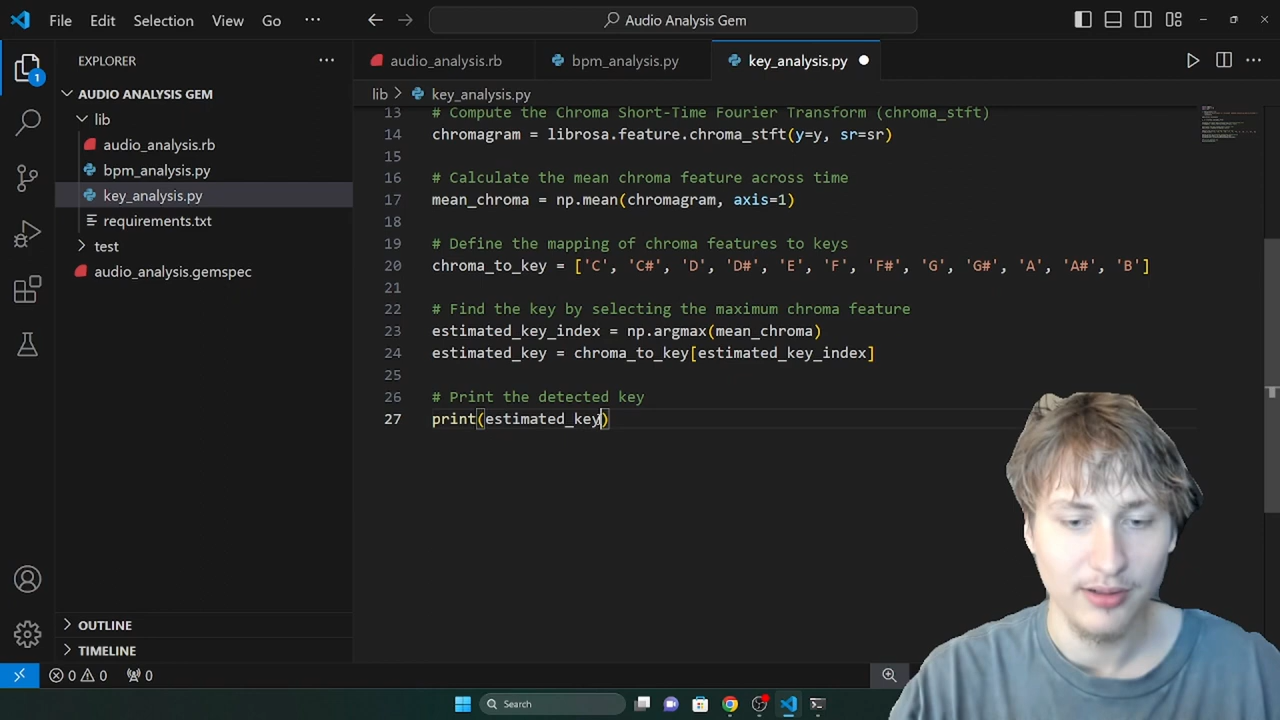 File Edit Selection View Go ··· Audio Analysis Gem
EXPLORER ···
audio_analysis.rb bpm_analysis.py key_analysis.py ···
AUDIO ANALYSIS GEM
lib > key_analysis.py
lib
audio_analysis.rb
bpm_analysis.py
key_analysis.py
requirements.txt
test
audio_analysis.gemspec
13 # Compute the Chroma Short-Time Fourier Transform (chroma_stft)
14 chromagram = librosa.feature.chroma_stft(y=y, sr=sr)
15
16 # Calculate the mean chroma feature across time
17 mean_chroma = np.mean(chromagram, axis=1)
18
19 # Define the mapping of chroma features to keys
20 chroma_to_key = ['C', 'C#', 'D', 'D#', 'E', 'F', 'F#', 'G', 'G#', 'A', 'A#', 'B']
21
22 # Find the key by selecting the maximum chroma feature
23 estimated_key_index = np.argmax(mean_chroma)
24 estimated_key = chroma_to_key[estimated_key_index]
25
26 # Print the detected key
27 print(estimated_key)
1
OUTLINE
TIMELINE
0 0 0
Search